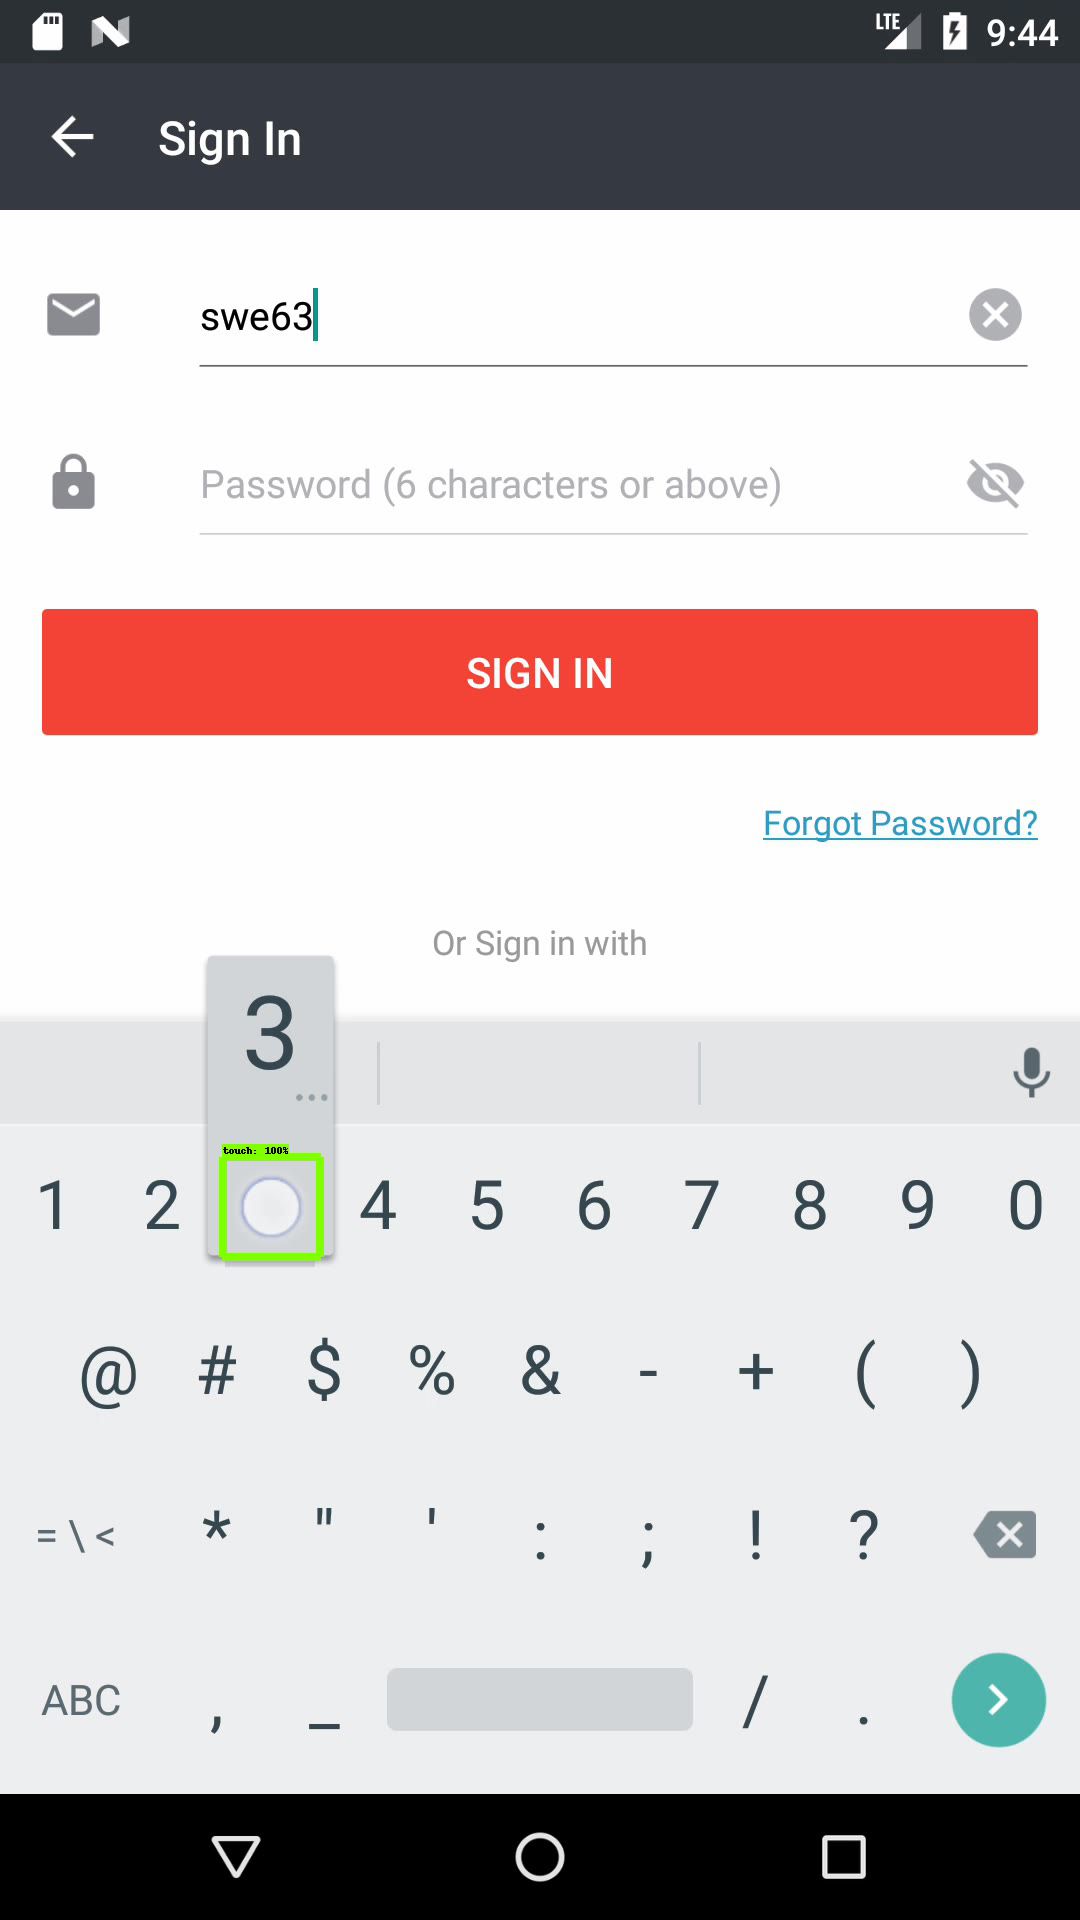 LTE 9:44
Sign In
swe63
Password (6 characters or above)
SIGN IN
Forgot Password?
Or Sign in with
3
...
touch: 100%
1 2 4 5 6 7 8 9 0
@ # $ % & - + ( )
= \ < * " ' : ; ! ?
ABC , _ / .